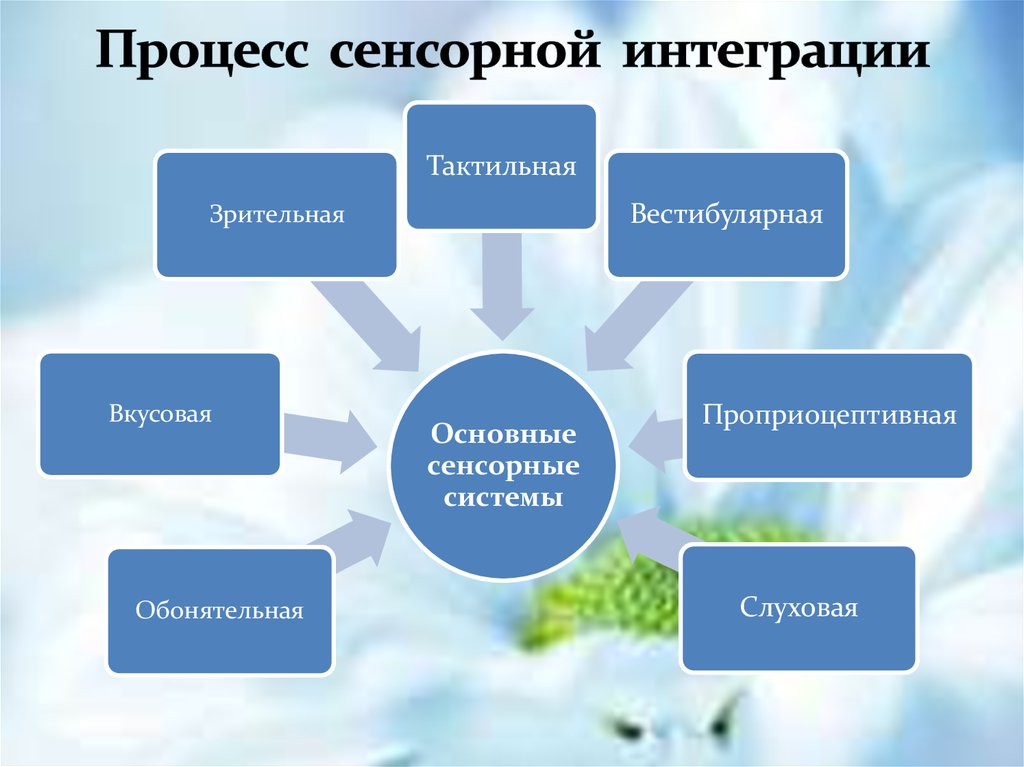 Процесс сенсорной интеграции
Тактильная
Зрительная
Вестибулярная
Вкусовая
Проприоцептивная
Основные
сенсорные
системы
Обонятельная
Слуховая